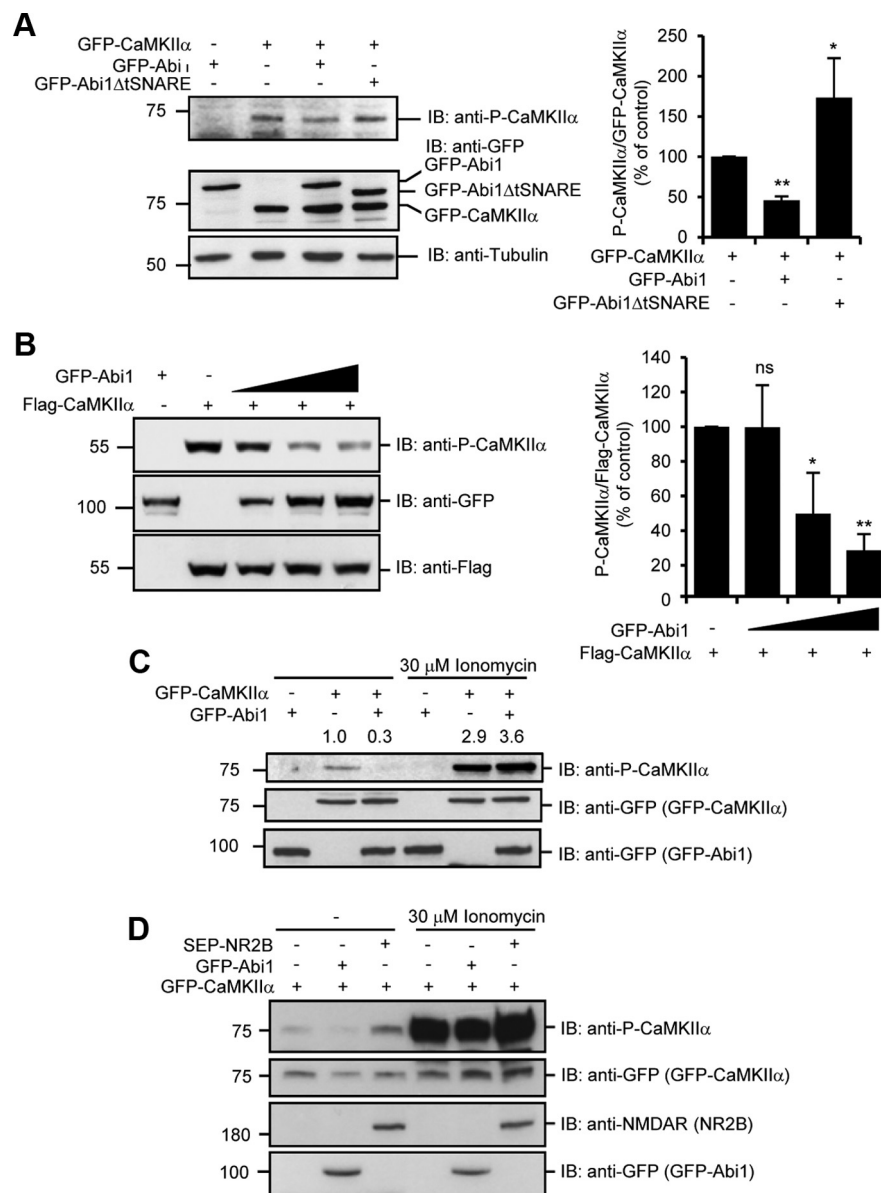 A
GFP-CaMKIIα - + + +
GFP-Abi1 + - + -
GFP-Abi1ΔtSNARE - - - +
75
IB: anti-P-CaMKIIα
IB: anti-GFP
GFP-Abi1
GFP-Abi1ΔtSNARE
75
GFP-CaMKIIα
50
IB: anti-Tubulin
P-CaMKIIα/GFP-CaMKIIα
(% of control)
250
200
150
100
50
0
**
*
GFP-CaMKIIα + + +
GFP-Abi1 - + -
GFP-Abi1ΔtSNARE - - +
B
GFP-Abi1 + -
Flag-CaMKIIα - + + + +
55
IB: anti-P-CaMKIIα
100
IB: anti-GFP
55
IB: anti-Flag
P-CaMKIIα/Flag-CaMKIIα
(% of control)
140
120
100
80
60
40
20
0
ns
*
**
GFP-Abi1 -
Flag-CaMKIIα + + + +
C
- 30 μM Ionomycin
GFP-CaMKIIα - + + - + +
GFP-Abi1 + - + + - +
1.0 0.3 2.9 3.6
75
IB: anti-P-CaMKIIα
75
IB: anti-GFP (GFP-CaMKIIα)
100
IB: anti-GFP (GFP-Abi1)
D
- 30 μM Ionomycin
SEP-NR2B - - + - - +
GFP-Abi1 - + - - + -
GFP-CaMKIIα + + + + + +
75
IB: anti-P-CaMKIIα
75
IB: anti-GFP (GFP-CaMKIIα)
180
IB: anti-NMDAR (NR2B)
100
IB: anti-GFP (GFP-Abi1)